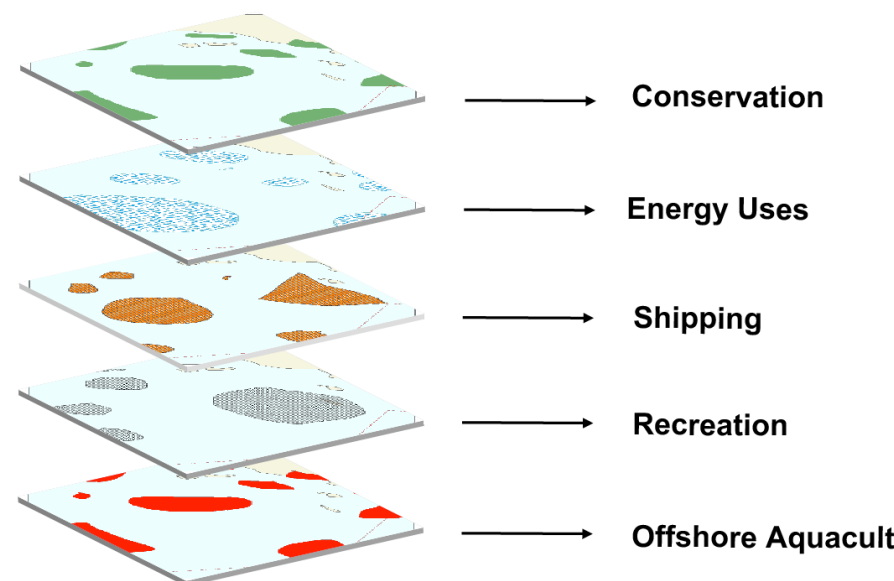 Conservation
Energy Uses
Shipping
Recreation
Offshore Aquacult